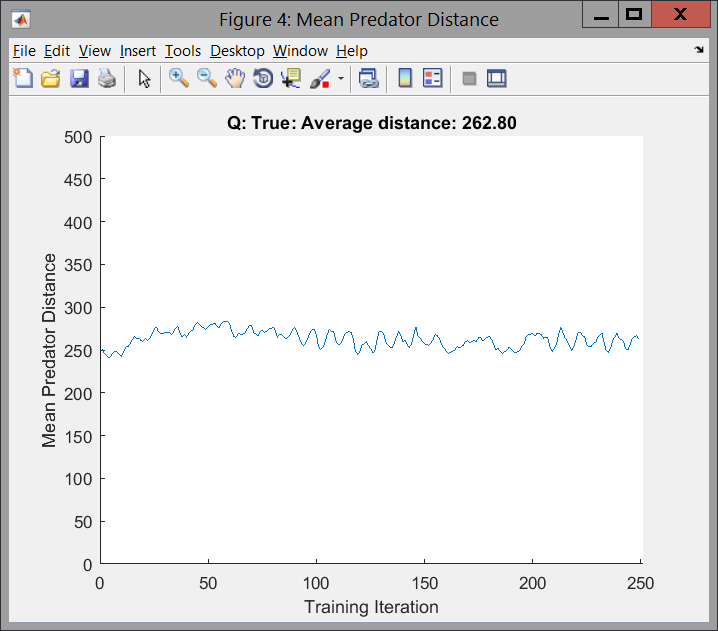 Figure 4: Mean Predator Distance
File Edit View Insert Tools Desktop Window Help
Q: True: Average distance: 262.80
500
450
400
350
300
250
200
150
100
50
0
Mean Predator Distance
0 50 100 150 200 250
Training Iteration